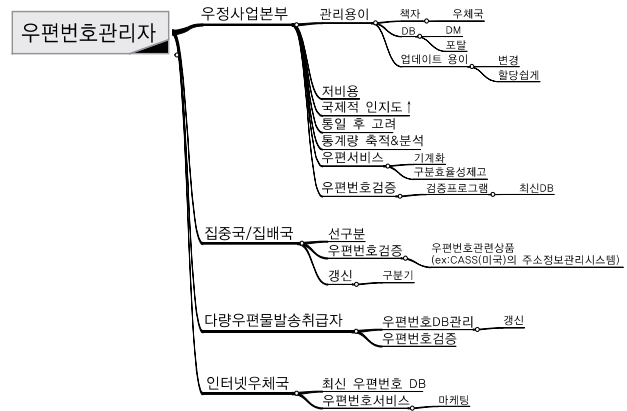 우편번호관리자
우정사업본부
관리용이
책자
우체국
DB
DM
포탈
업데이트 용이
변경
할당쉽게
저비용
국제적 인지도↑
통일 후 고려
통계량 축적&분석
우편서비스
기계화
구분효율성제고
우편번호검증
검증프로그램
최신DB
집중국/집배국
선구분
우편번호검증
우편번호관련상품
(ex:CASS(미국)의 주소정보관리시스템)
갱신
구분기
다량우편물발송취급자
우편번호DB관리
갱신
우편번호검증
인터넷우체국
최신 우편번호 DB
우편번호서비스
마케팅